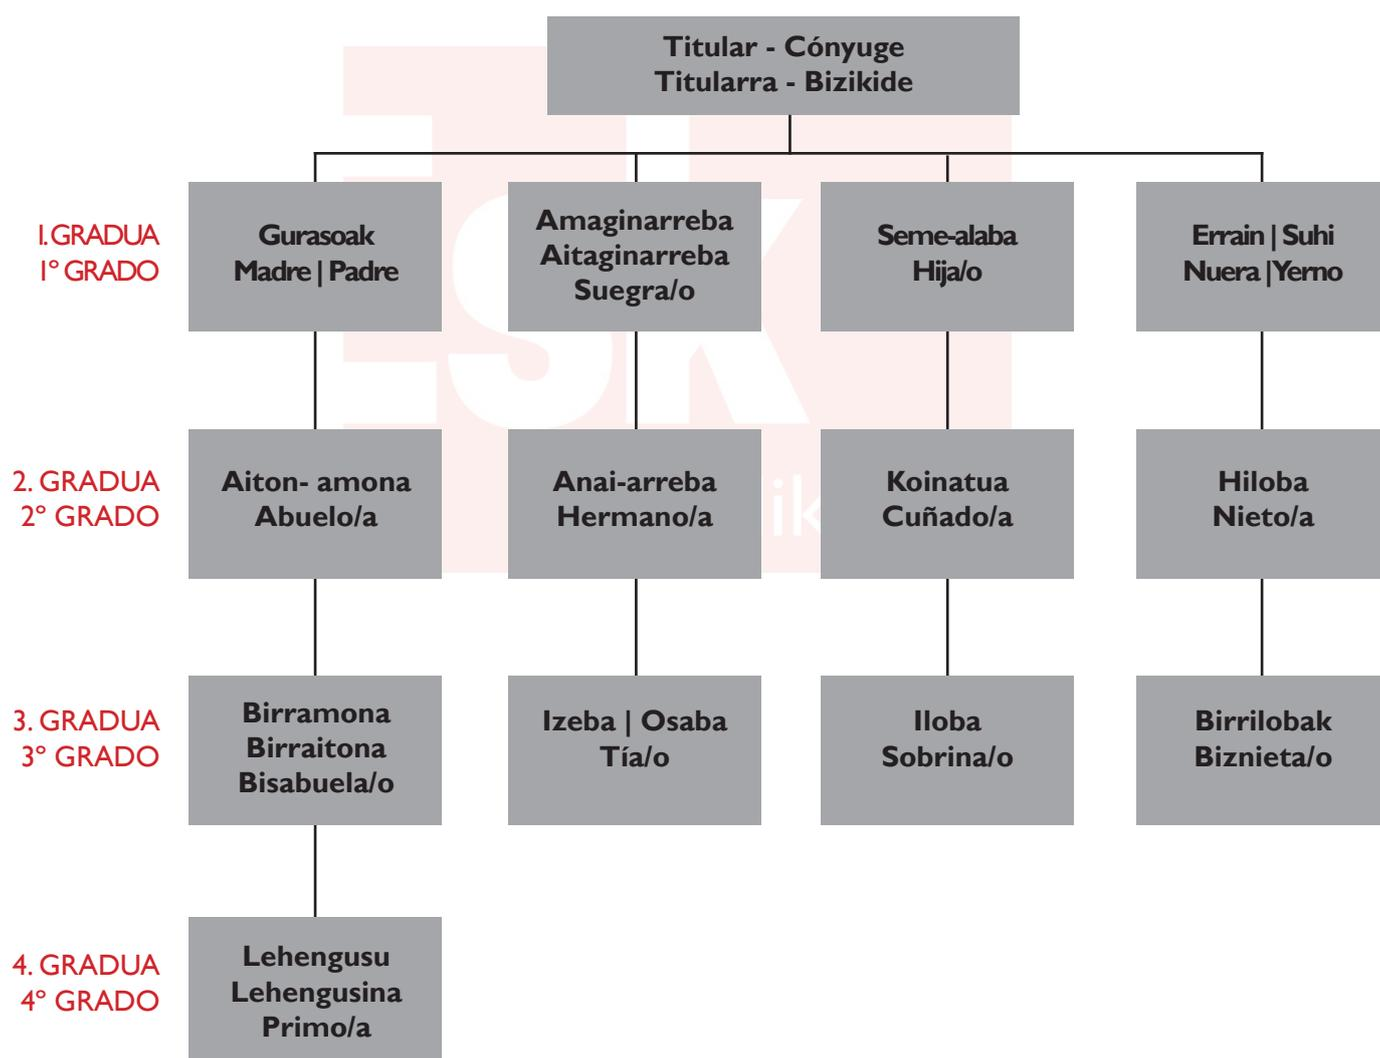 Titular - Cónyuge
Titularra - Bizikide
1. GRADUA
1º GRADO
Gurasoak
Madre | Padre
Amaginarreba
Aitaginarreba
Suegra/o
Seme-alaba
Hija/o
Errain | Suhi
Nuera | Yerno
2. GRADUA
2º GRADO
Aiton- amona
Abuelo/a
Anai-arreba
Hermano/a
Koinatua
Cuñado/a
Hiloba
Nieto/a
3. GRADUA
3º GRADO
Birramona
Birraitona
Bisabuela/o
Izeba | Osaba
Tía/o
Iloba
Sobrina/o
Birrilobak
Biznieta/o
4. GRADUA
4º GRADO
Lehengusu
Lehengusina
Primo/a